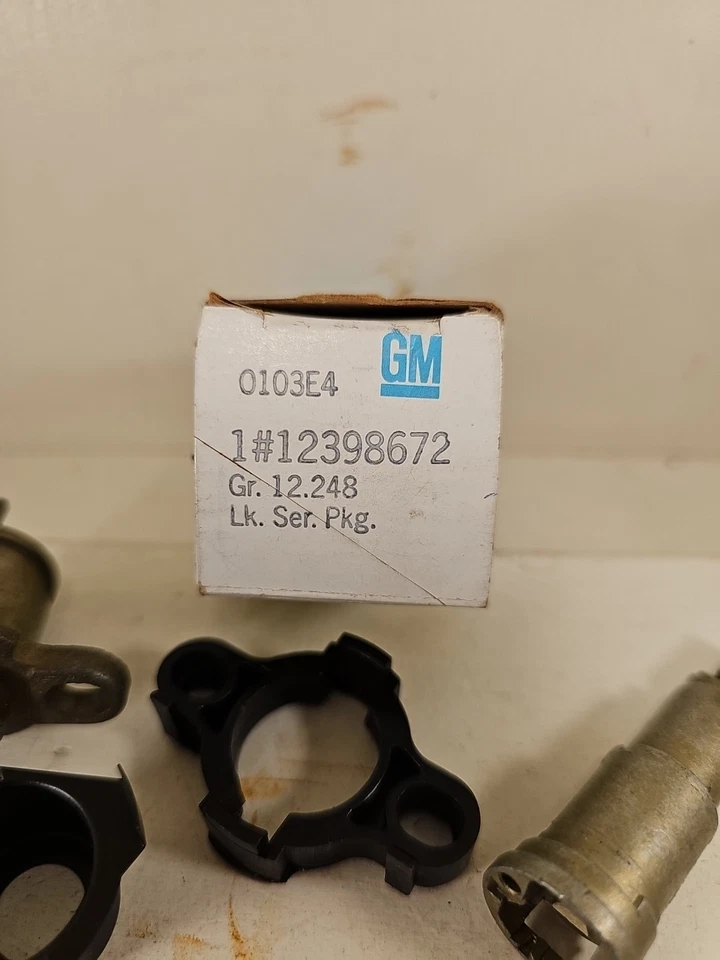 GM
0103E4
1#12398672
Gr. 12.248
Lk. Ser. Pkg.